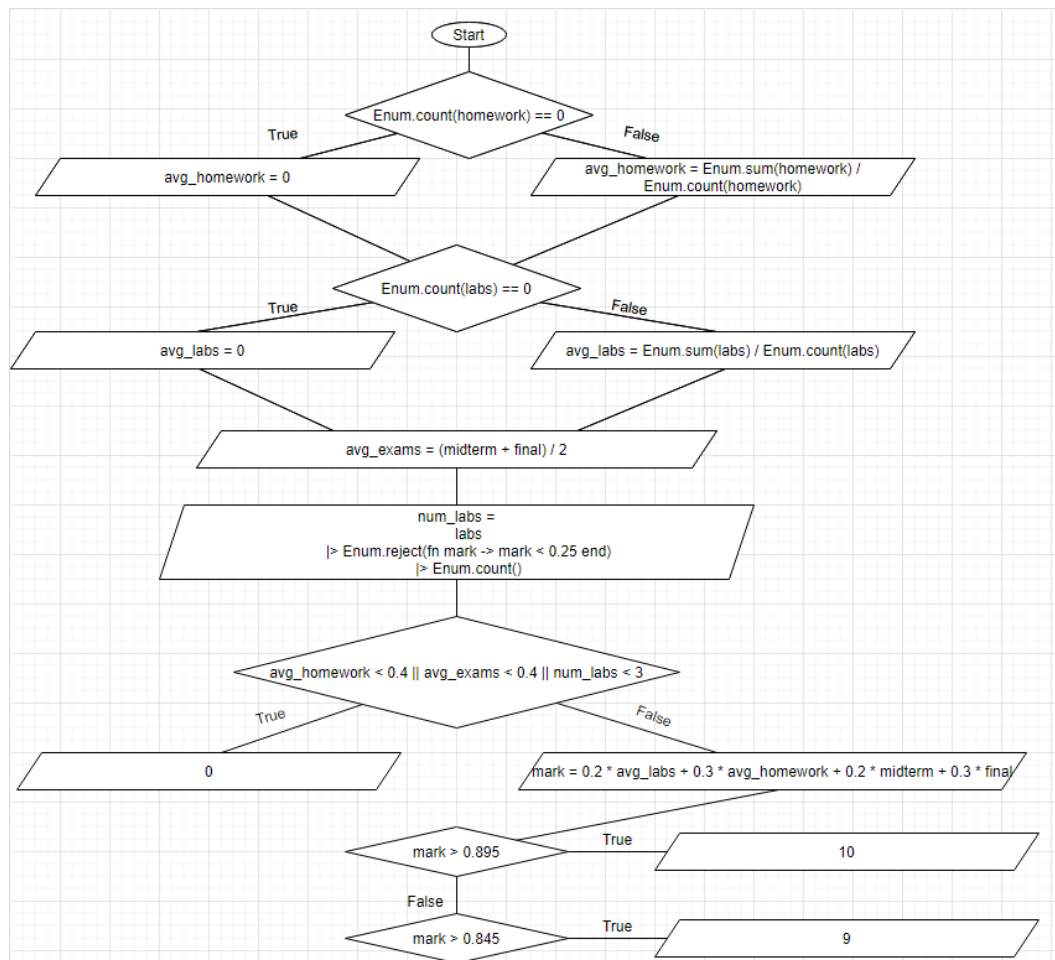 Start
Enum.count(homework) == 0
True
False
avg_homework = 0
avg_homework = Enum.sum(homework) /
Enum.count(homework)
Enum.count(labs) == 0
True
False
avg_labs = 0
avg_labs = Enum.sum(labs) / Enum.count(labs)
avg_exams = (midterm + final) / 2
num_labs =
labs
|> Enum.reject(fn mark -> mark < 0.25 end)
|> Enum.count()
avg_homework < 0.4 || avg_exams < 0.4 || num_labs < 3
True
False
0
mark = 0.2 * avg_labs + 0.3 * avg_homework + 0.2 * midterm + 0.3 * final
mark > 0.895
True
10
False
mark > 0.845
True
9